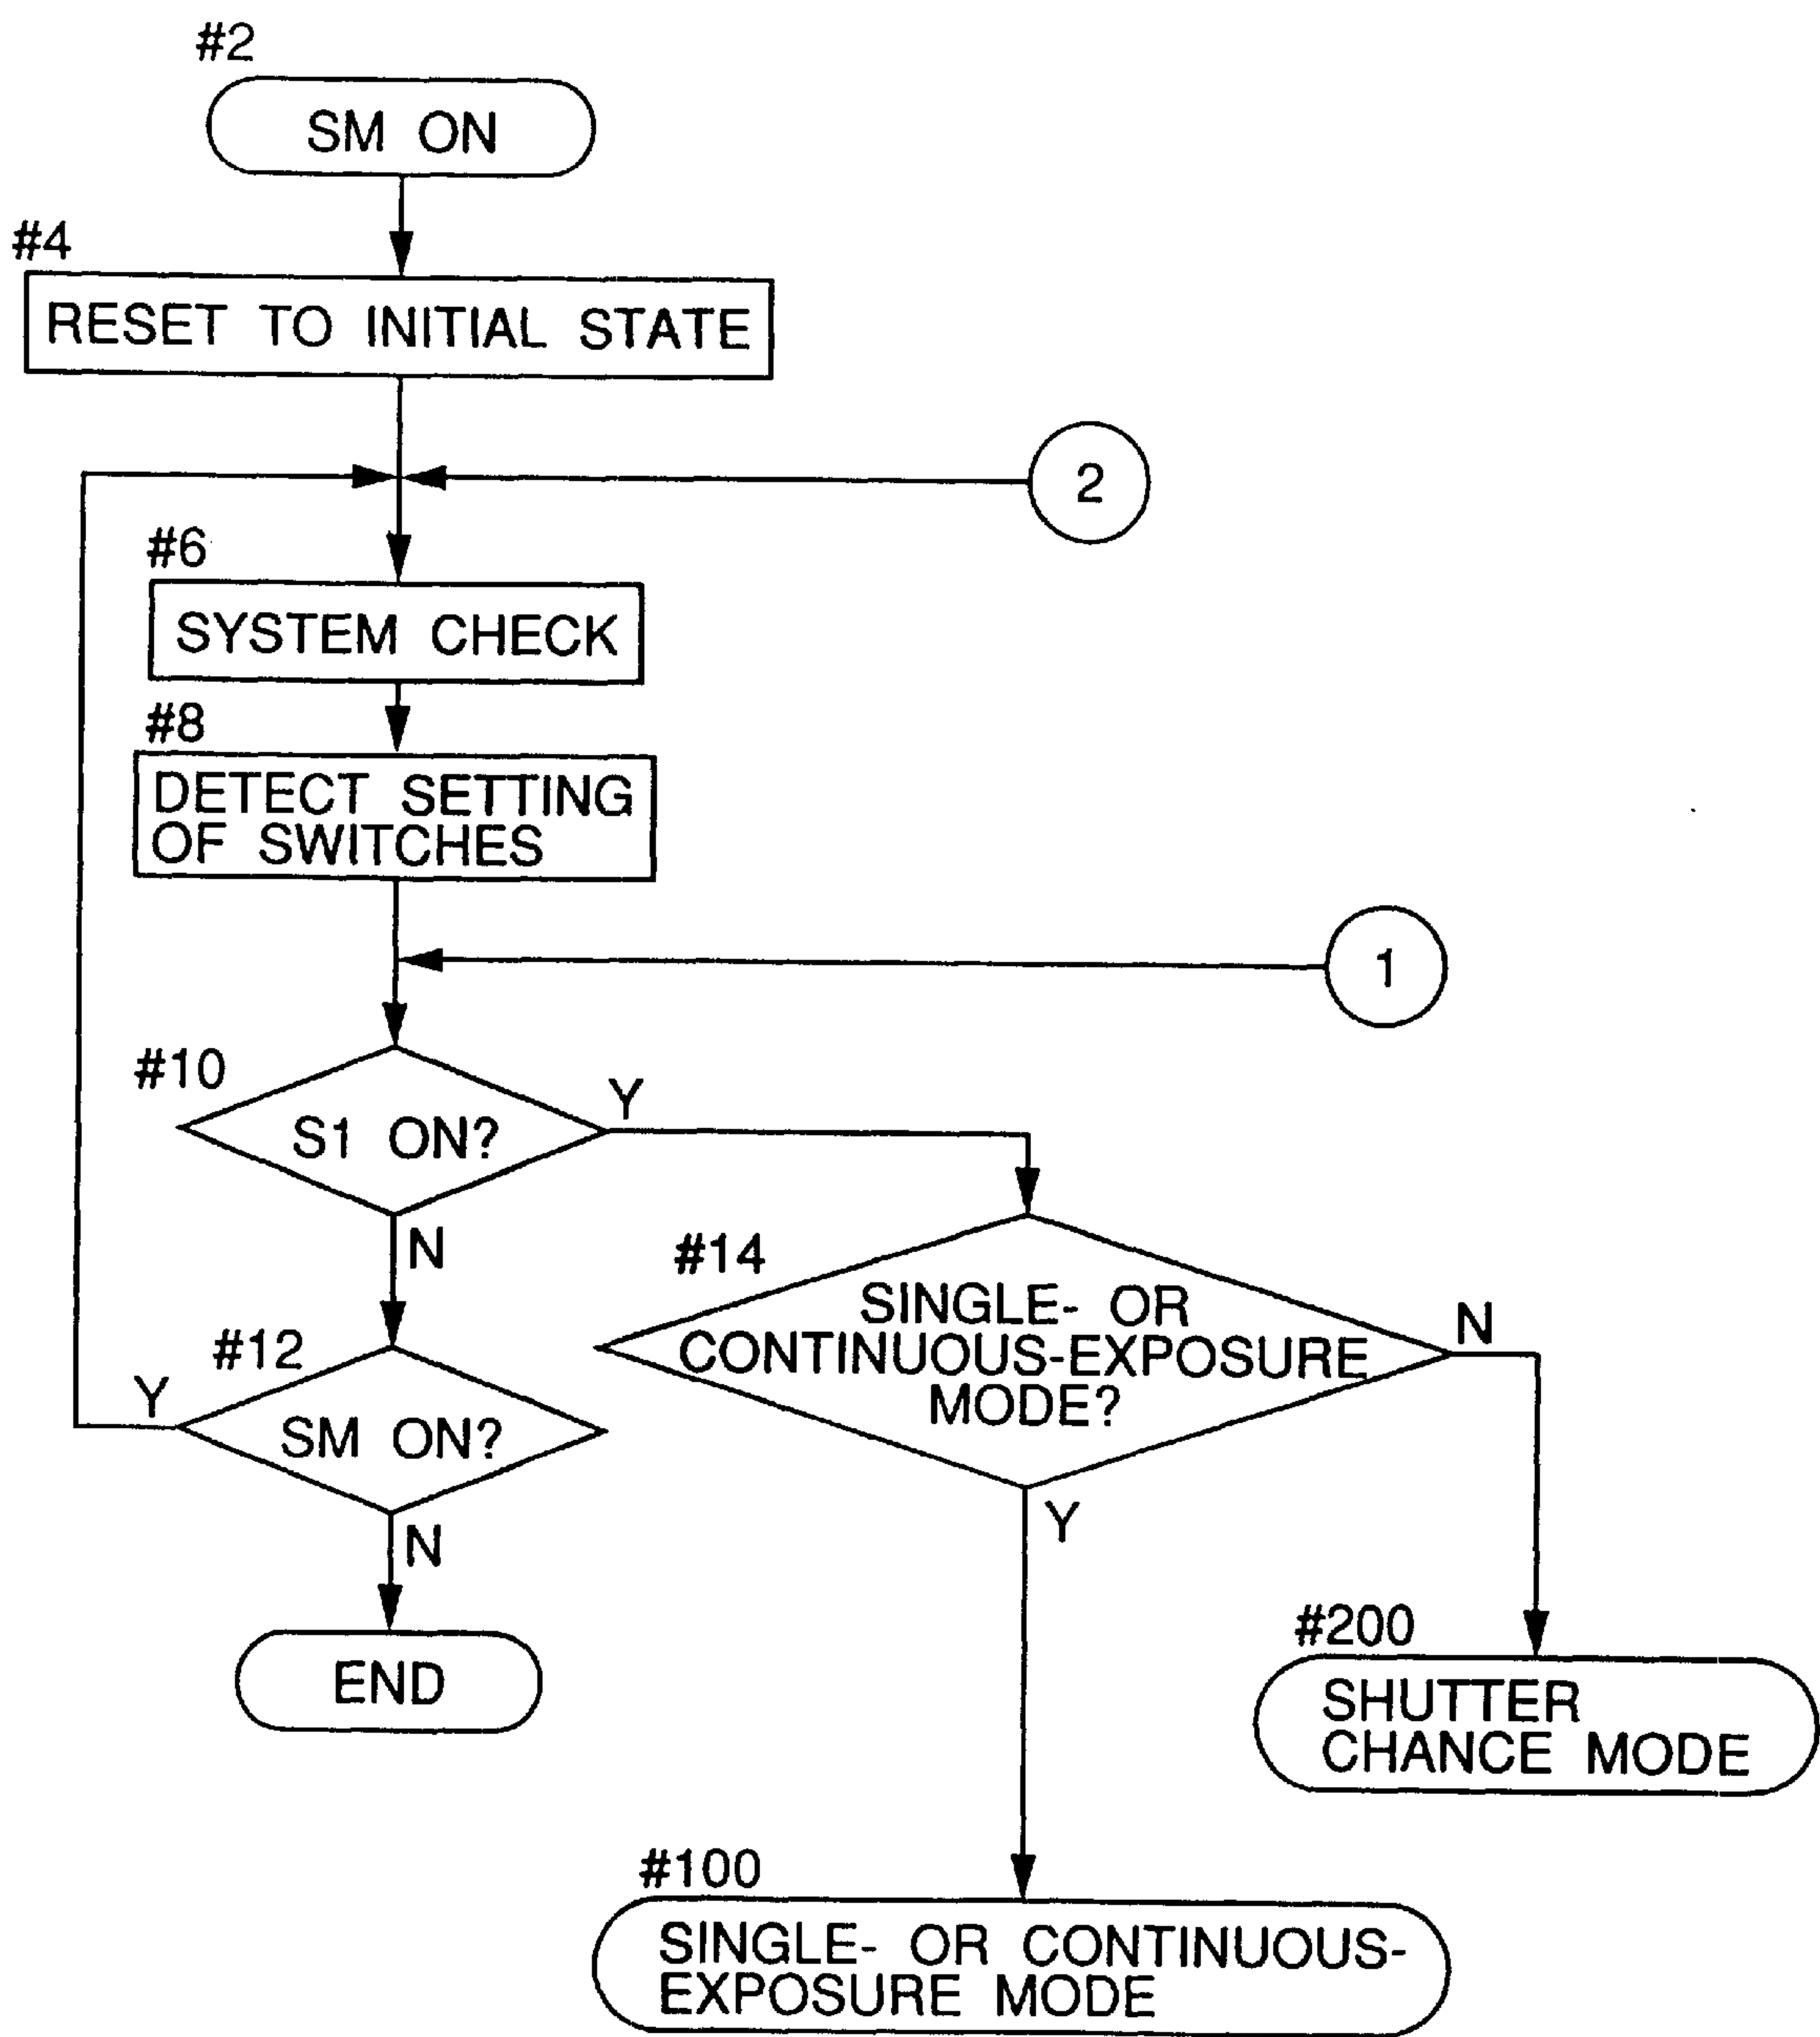 #2
SM ON
#4
RESET TO INITIAL STATE
2
#6
SYSTEM CHECK
#8
DETECT SETTING
OF SWITCHES
1
#10
S1 ON?
Y
N
#14
SINGLE- OR
CONTINUOUS-EXPOSURE
MODE?
N
Y
#12
SM ON?
Y
N
END
#200
SHUTTER
CHANCE MODE
#100
SINGLE- OR CONTINUOUS-
EXPOSURE MODE